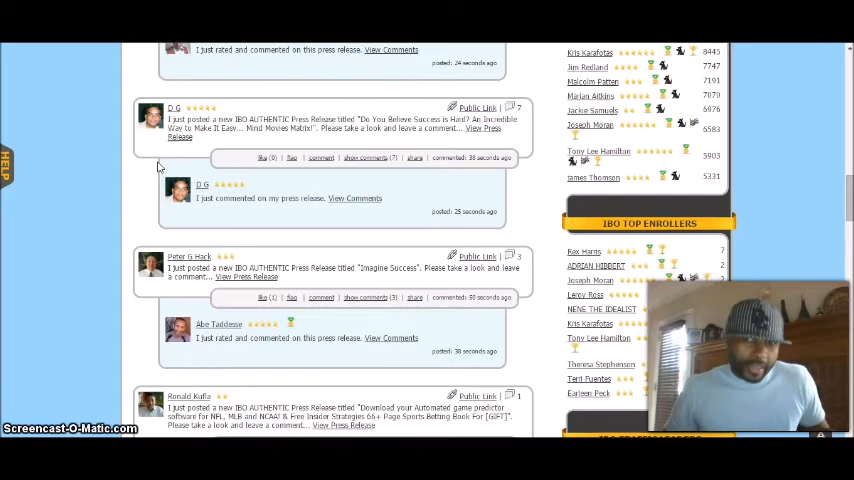 I just rated and commented on this press release. View Comments
posted: 24 seconds ago
D G
Public Link 7
I just posted a new IBO AUTHENTIC Press Release titled "Do You Believe Success is Hard? An Incredible
Way to Make It Easy... Mind Movies Matrix!". Please take a look and leave a comment... View Press
Release
like (0) | flag | comment | show comments (7) | share | commented: 38 seconds ago
D G
I just commented on my press release. View Comments
posted: 25 seconds ago
Peter G Hack
Public Link 3
I just posted a new IBO AUTHENTIC Press Release titled "Imagine Success". Please take a look and leave
a comment... View Press Release
like (1) | flag | comment | show comments (3) | share | commented: 50 seconds ago
Abe Taddesse
I just rated and commented on this press release. View Comments
posted: 38 seconds ago
Ronald Kufla
Public Link 1
I just posted a new IBO AUTHENTIC Press Release titled "Download your Automated game predictor
software for NFL, MLB and NCAA! & Free Insider Strategies 66+ Page Sports Betting Book For [GIFT]".
Please take a look and leave a comment... View Press Release
Kris Karafotas 8445
Jim Redland 7747
Malcolm Patten 7191
Marian Aitkins 7070
Jackie Samuels 6976
Joseph Moran 6583
Tony Lee Hamilton 5903
james Thomson 5331
IBO TOP ENROLLERS
Rex Harris 7
ADRIAN HIBBERT 2
Joseph Moran 2
Leroy Ross
NENE THE IDEALIST
Kris Karafotas
Tony Lee Hamilton
Theresa Stephenson
Terri Fuentes
Earleen Peck
HELP
Screencast-O-Matic.com